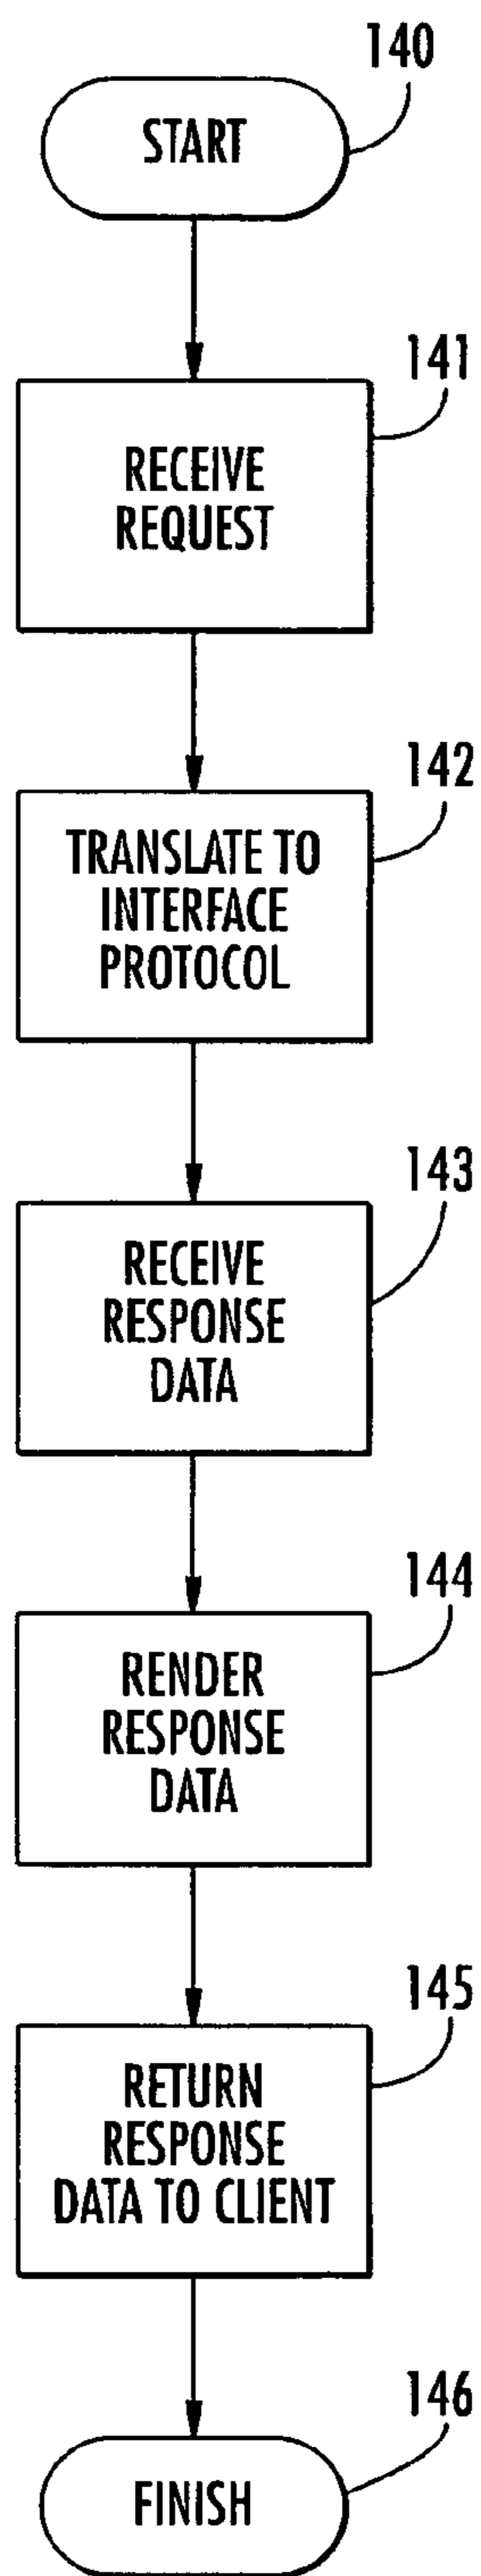 140
START
141
RECEIVE
REQUEST
142
TRANSLATE TO
INTERFACE
PROTOCOL
143
RECEIVE
RESPONSE
DATA
144
RENDER
RESPONSE
DATA
145
RETURN
RESPONSE
DATA TO CLIENT
146
FINISH